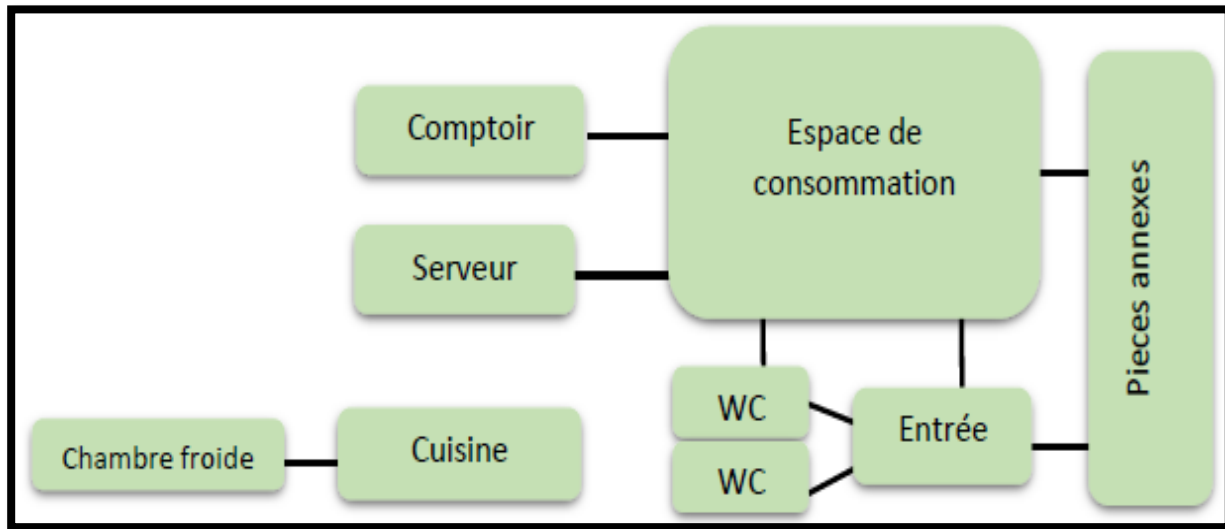 Comptoir
Espace de
consommation
Serveur
Pieces annexes
WC
Entrée
WC
Cuisine
Chambre froide